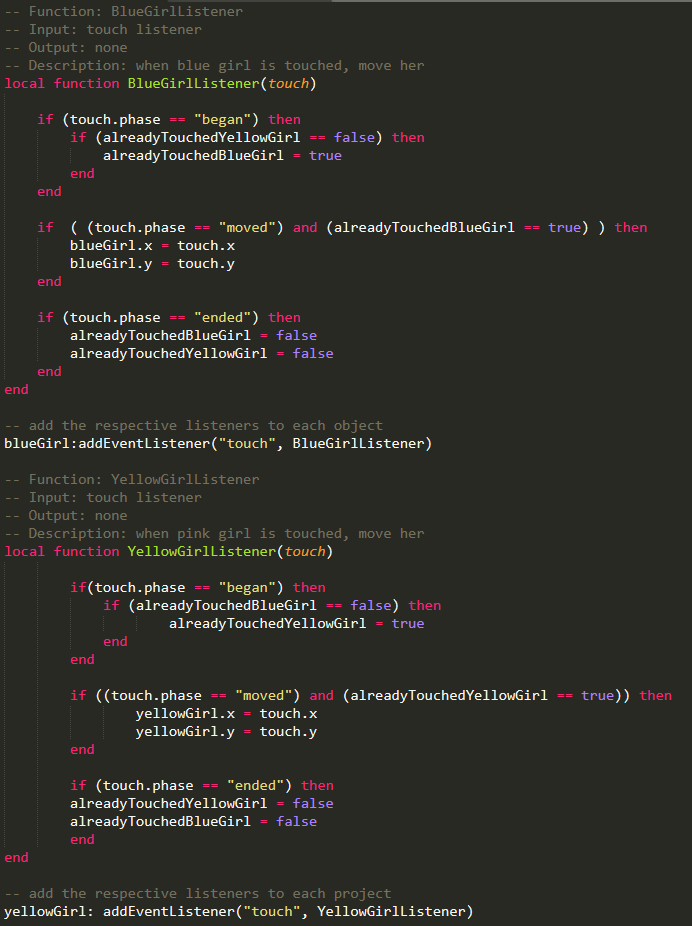 -- Function: BlueGirlListener
-- Input: touch listener
-- Output: none
-- Description: when blue girl is touched, move her
local function BlueGirlListener(touch)
if (touch.phase == "began") then
if (alreadyTouchedYellowGirl == false) then
alreadyTouchedBlueGirl = true
end
end
if ( (touch.phase == "moved") and (alreadyTouchedBlueGirl == true) ) then
blueGirl.x = touch.x
blueGirl.y = touch.y
end
if (touch.phase == "ended") then
alreadyTouchedBlueGirl = false
alreadyTouchedYellowGirl = false
end
end
-- add the respective listeners to each object
blueGirl:addEventListener("touch", BlueGirlListener)
-- Function: YellowGirlListener
-- Input: touch listener
-- Output: none
-- Description: when pink girl is touched, move her
local function YellowGirlListener(touch)
if(touch.phase == "began") then
if (alreadyTouchedBlueGirl == false) then
alreadyTouchedYellowGirl = true
end
end
if ((touch.phase == "moved") and (alreadyTouchedYellowGirl == true)) then
yellowGirl.x = touch.x
yellowGirl.y = touch.y
end
if (touch.phase == "ended") then
alreadyTouchedYellowGirl = false
alreadyTouchedBlueGirl = false
end
end
-- add the respective listeners to each project
yellowGirl: addEventListener("touch", YellowGirlListener)